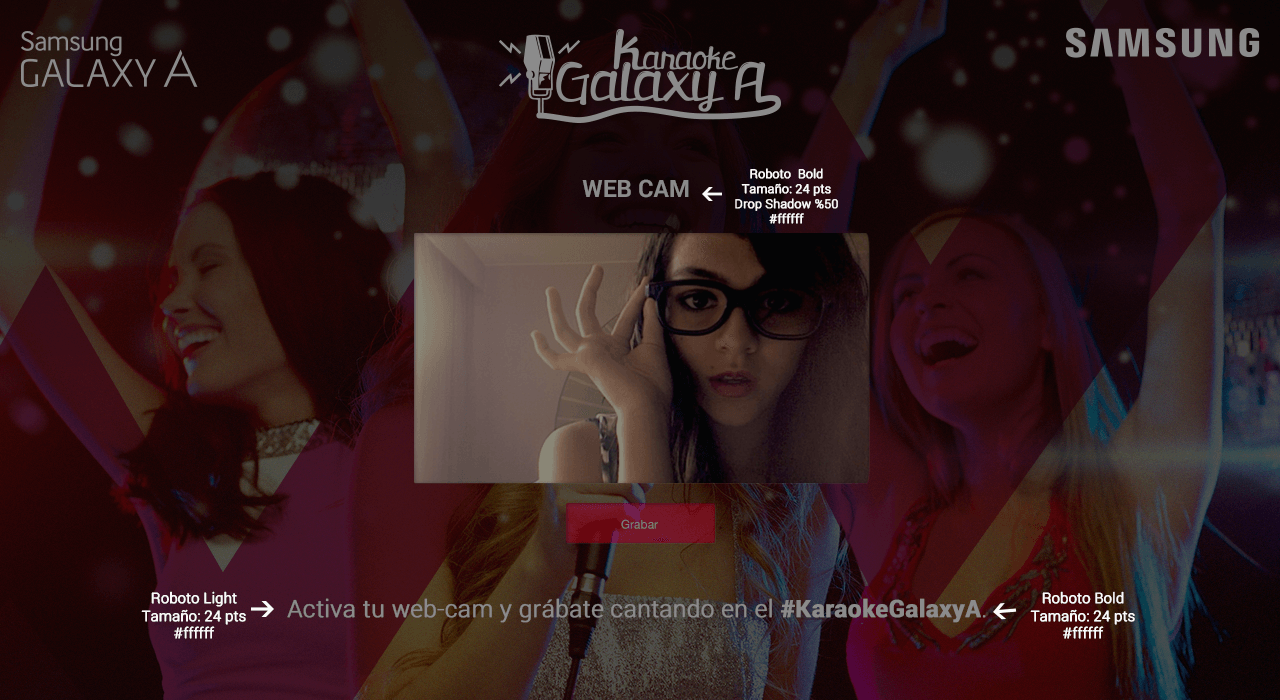 Samsung
GALAXY A
Karaoke
Galaxy A
SAMSUNG
WEB CAM
Roboto Bold
Tamaño: 24 pts
Drop Shadow %50
#ffffff
Grabar
Roboto Light
Tamaño: 24 pts
#ffffff
Activa tu web-cam y grábate cantando en el #KaraokeGalaxyA.
Roboto Bold
Tamaño: 24 pts
#ffffff